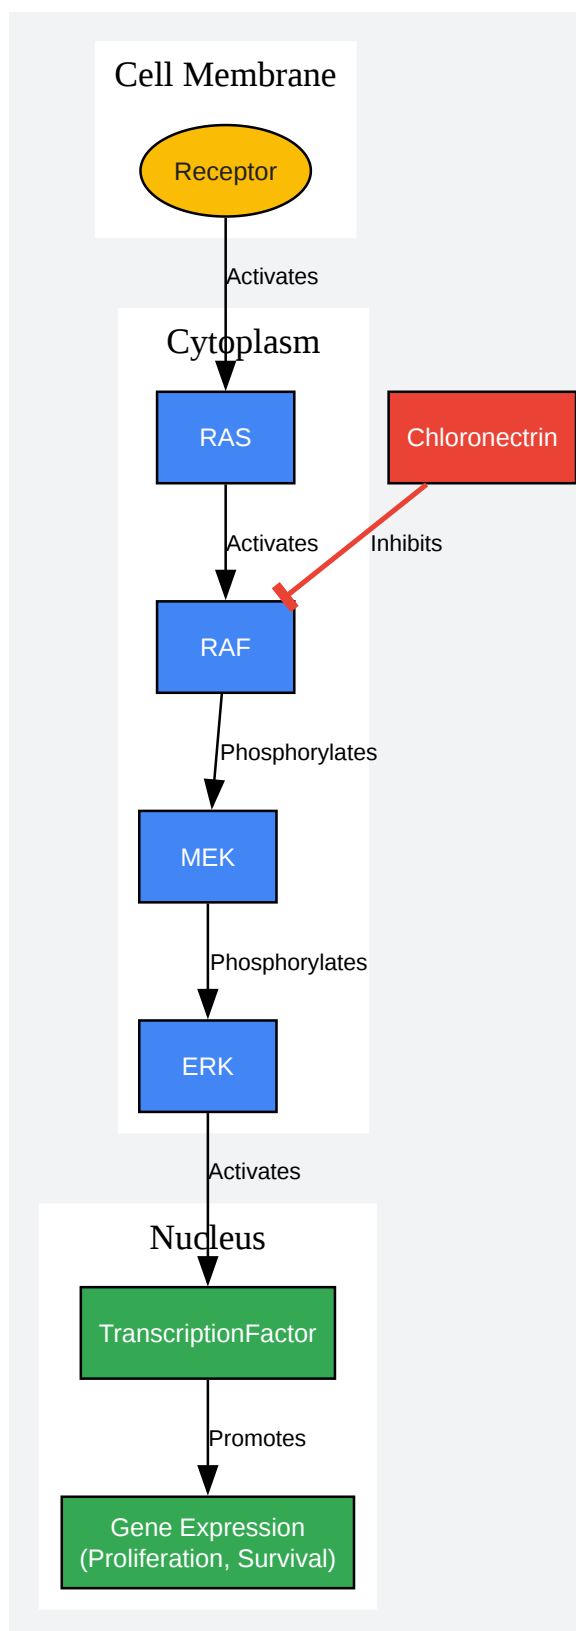 Cell Membrane
Receptor
Activates
Cytoplasm
RAS
Chloronectrin
Activates
Inhibits
RAF
Phosphorylates
MEK
Phosphorylates
ERK
Activates
Nucleus
TranscriptionFactor
Promotes
Gene Expression
(Proliferation, Survival)